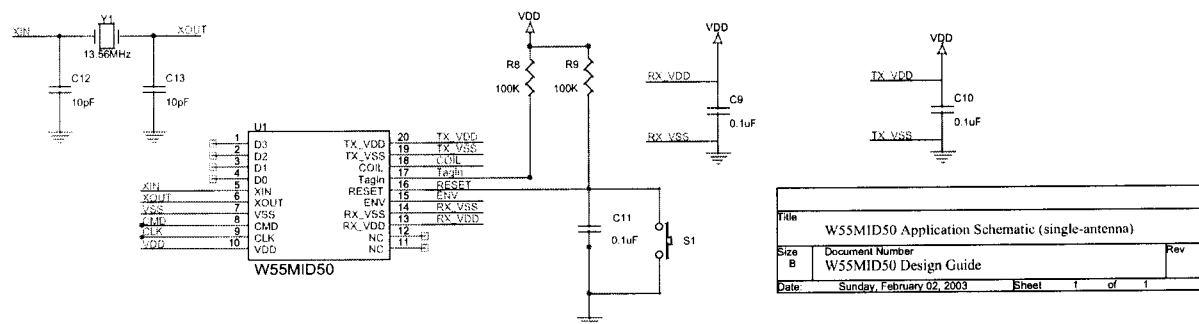 XIN
Y1
XOUT
13.56MHz
C12
10pF
C13
10pF
VDD
R8
100K
R9
100K
VDD
RX_VDD
C9
0.1uF
RX_VSS
VDD
TX_VDD
C10
0.1uF
TX_VSS
U1
1 D3 TX_VDD 20 TX_VDD
2 D2 TX_VSS 19 TX_VSS
3 D1 COIL 18 COIL
4 D0 TagIn 17 TagIn
XIN 5 XIN RESET 16 RESET
XOUT 6 XOUT ENV 15 ENV
VSS 7 VSS RX_VSS 14 RX_VSS
CMD 8 CMD RX_VDD 13 RX_VDD
CLK 9 CLK NC 12
VDD 10 VDD NC 11
W55MID50
C11
0.1uF
S1
Title
W55MID50 Application Schematic (single-antenna)
Size
B
Document Number
W55MID50 Design Guide
Rev
Date: Sunday, February 02, 2003 Sheet 1 of 1